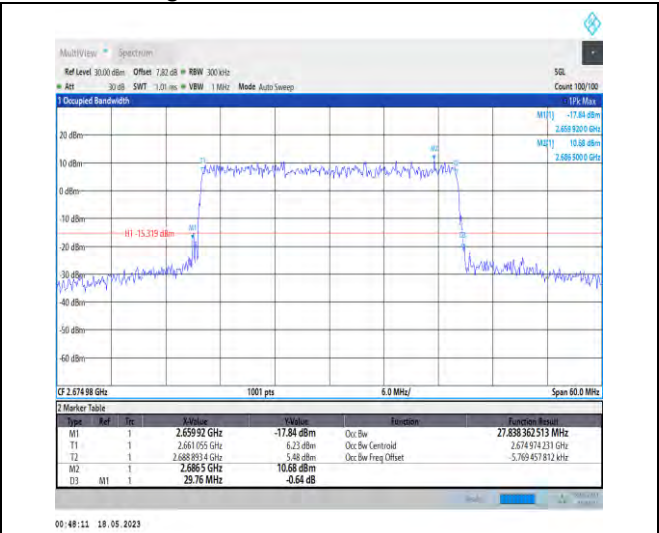 MultiView Spectrum
Ref Level 30.00 dBm Offset 7.82 dB RBW 300 kHz SGL
Att 30 dB SWT 1.01 ms VBW 1 MHz Mode Auto Sweep Count 100/100
1 Occupied Bandwidth 1Pk Max
M1[1] -17.84 dBm
2.659 9200 GHz
M2[1] 10.68 dBm
2.686 5000 GHz
20 dBm
T1 M2
10 dBm
0 dBm
-10 dBm
M1
H1 -15.319 dBm
-20 dBm
-30 dBm
-40 dBm
-50 dBm
-60 dBm
CF 2.674 98 GHz 1001 pts 6.0 MHz/ Span 60.0 MHz
2 Marker Table
Type Ref Trc X-Value Y-Value Function Function Result
M1 1 2.659 92 GHz -17.84 dBm Occ Bw 27.838 362 513 MHz
T1 1 2.661 055 GHz 6.23 dBm Occ Bw Centroid 2.674 974 231 GHz
T2 1 2.688 893 4 GHz 5.48 dBm Occ Bw Freq Offset -5.769 457 812 kHz
M2 1 2.686 5 GHz 10.68 dBm
D3 M1 1 29.76 MHz -0.64 dB
00:48:11 18.05.2023